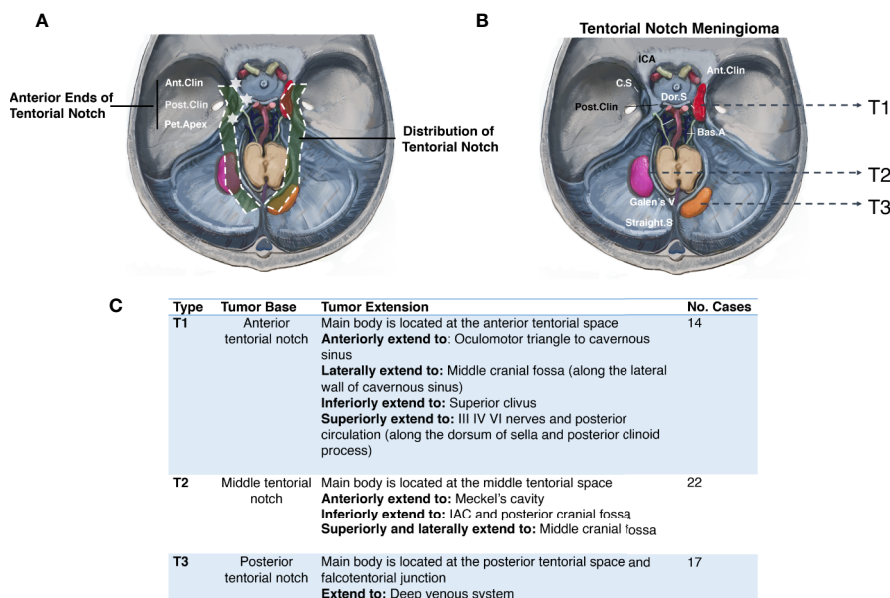 A
Ant.Clin
Anterior Ends of
Tentorial Notch
Post.Clin
Pet.Apex
Distribution of
Tentorial Notch
B
Tentorial Notch Meningioma
ICA
Ant.Clin
C.S
Dor.S
Post.Clin
T1
Bas.A
T2
Galen's V
T3
Straight.S
C
Type Tumor Base Tumor Extension No. Cases
T1 Anterior Main body is located at the anterior tentorial space 14
tentorial notch Anteriorly extend to: Oculomotor triangle to cavernous
sinus
Laterally extend to: Middle cranial fossa (along the lateral
wall of cavernous sinus)
Inferiorly extend to: Superior clivus
Superiorly extend to: III IV VI nerves and posterior
circulation (along the dorsum of sella and posterior clinoid
process)
T2 Middle tentorial Main body is located at the middle tentorial space 22
notch Anteriorly extend to: Meckel's cavity
Inferiorly extend to: IAC and posterior cranial fossa
Superiorly and laterally extend to: Middle cranial fossa
T3 Posterior Main body is located at the posterior tentorial space and 17
tentorial notch falcotentorial junction
Extend to: Deep venous system